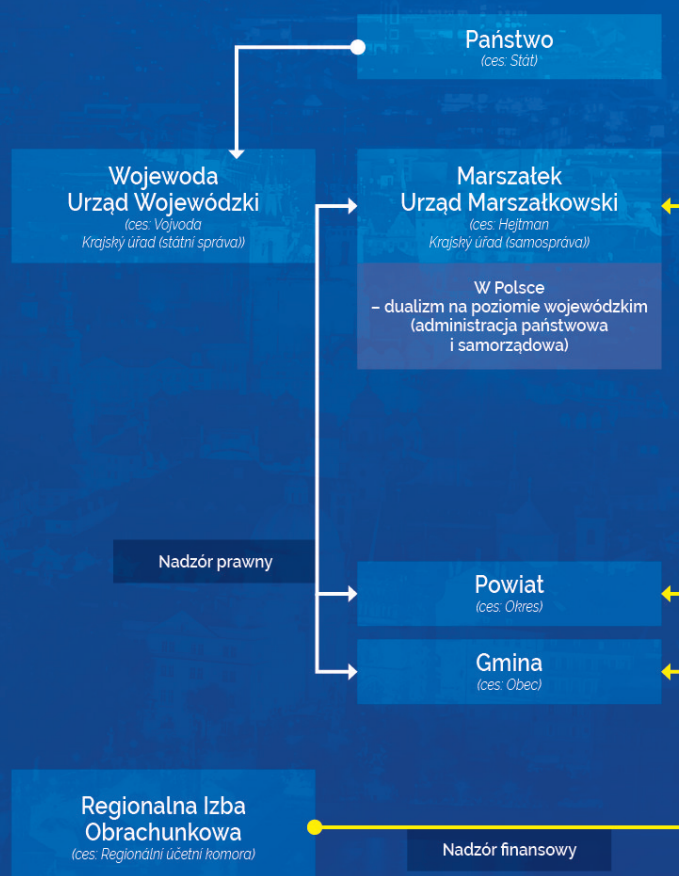 Państwo
(ces: Stát)
Wojewoda
Urząd Wojewódzki
(ces: Vojvoda
Krajský úřad (státní správa))
Marszałek
Urząd Marszałkowski
(ces: Hejtman
Krajský úřad (samospráva))
W Polsce
– dualizm na poziomie wojewódzkim
(administracja państwowa
i samorządowa)
Nadzór prawny
Powiat
(ces: Okres)
Gmina
(ces: Obec)
Regionalna Izba
Obrachunkowa
(ces: Regionální účetní komora)
Nadzór finansowy